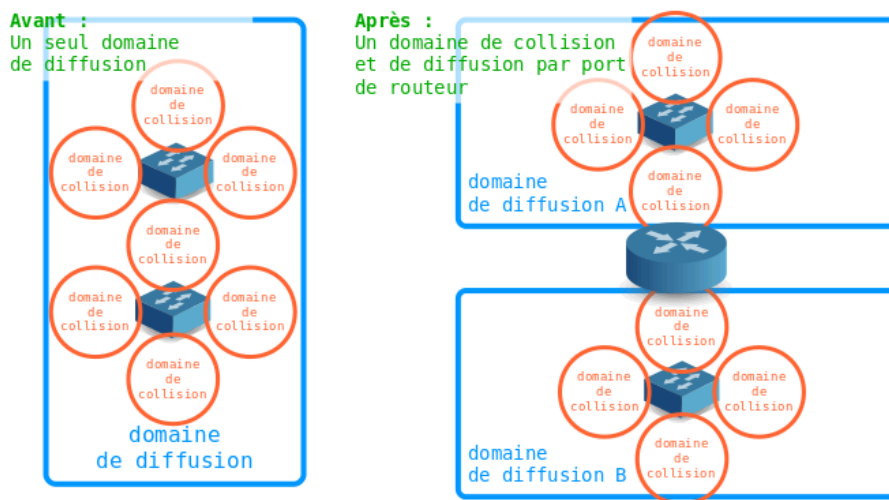 Avant :
Un seul domaine
de diffusion
domaine
de
collision
domaine
de
collision
domaine
de
collision
domaine
de
collision
domaine
de
collision
domaine
de
collision
domaine
de
collision
domaine
de diffusion
Après :
Un domaine de collision
et de diffusion par port
de routeur
domaine
de
collision
domaine
de
collision
domaine
de
collision
domaine
de
collision
domaine
de diffusion A
domaine
de
collision
domaine
de
collision
domaine
de
collision
domaine
de
collision
domaine
de diffusion B